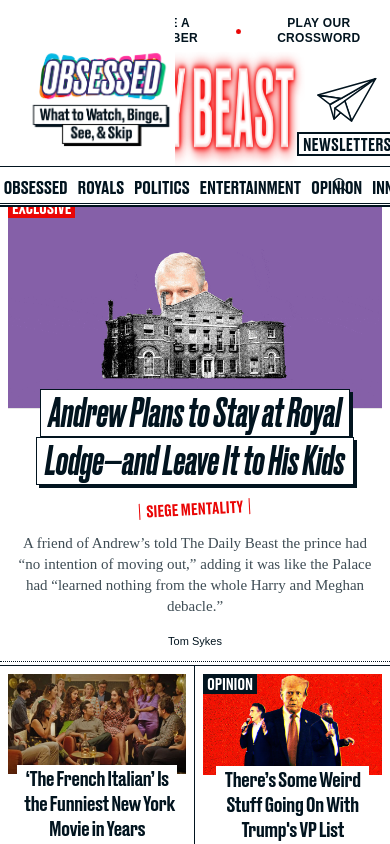 E A
BER
PLAY OUR
CROSSWORD
OBSESSED
What to Watch, Binge,
See, & Skip
Y BEAST
NEWSLETTERS
OBSESSED ROYALS POLITICS ENTERTAINMENT OPINION INN
EXCLUSIVE
Andrew Plans to Stay at Royal
Lodge—and Leave It to His Kids
SIEGE MENTALITY
A friend of Andrew’s told The Daily Beast the prince had
“no intention of moving out,” adding it was like the Palace
had “learned nothing from the whole Harry and Meghan
debacle.”
Tom Sykes
‘The French Italian’ Is
the Funniest New York
Movie in Years
OPINION
There’s Some Weird
Stuff Going On With
Trump's VP List